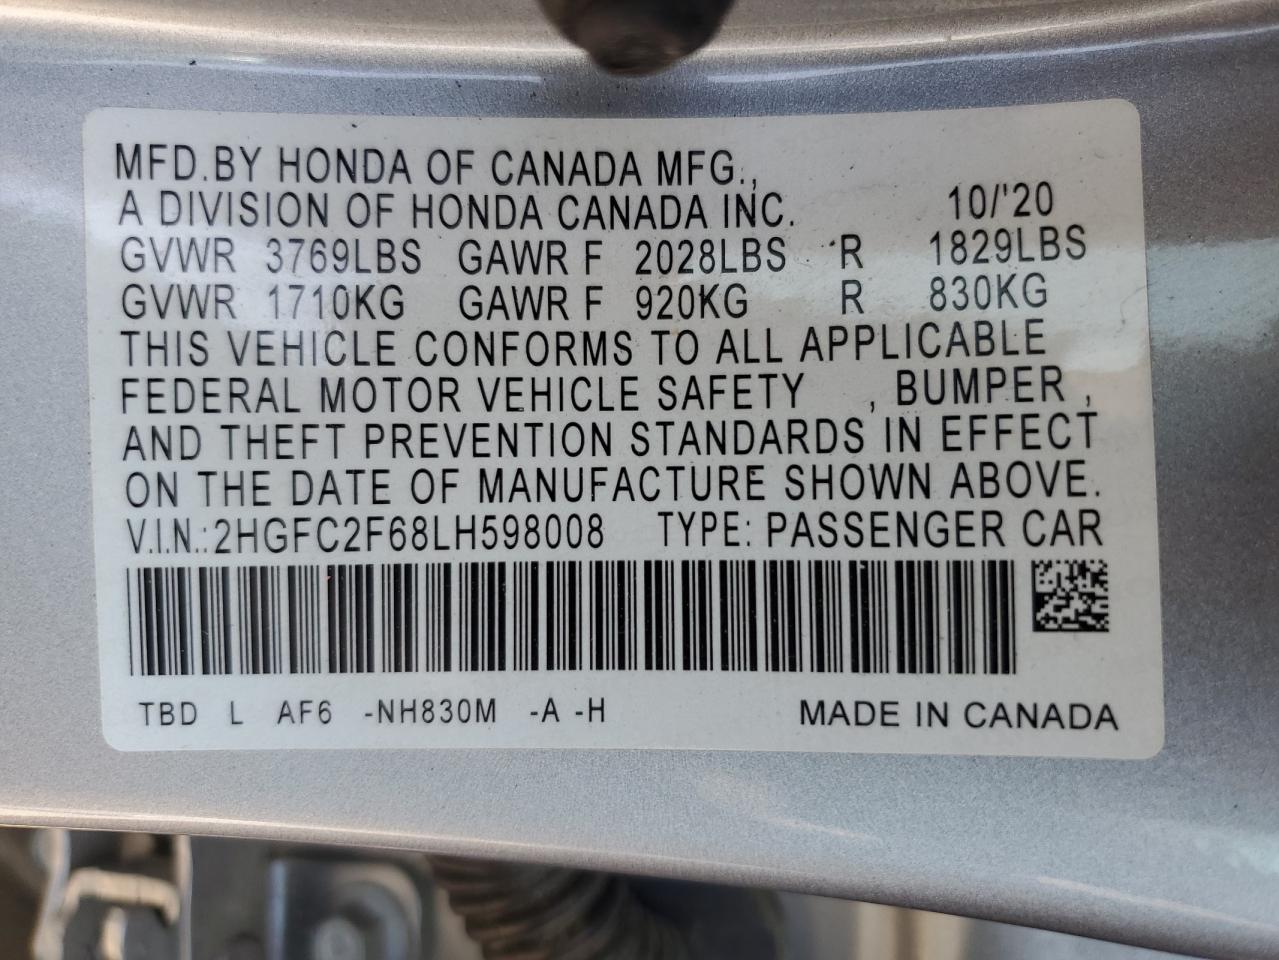 MFD.BY HONDA OF CANADA MFG.,
A DIVISION OF HONDA CANADA INC. 10/'20
GVWR 3769LBS GAWR F 2028LBS R 1829LBS
GVWR 1710KG GAWR F 920KG R 830KG
THIS VEHICLE CONFORMS TO ALL APPLICABLE
FEDERAL MOTOR VEHICLE SAFETY , BUMPER ,
AND THEFT PREVENTION STANDARDS IN EFFECT
ON THE DATE OF MANUFACTURE SHOWN ABOVE.
V.I.N.:2HGFC2F68LH598008 TYPE: PASSENGER CAR
TBD L AF6 -NH830M -A -H MADE IN CANADA